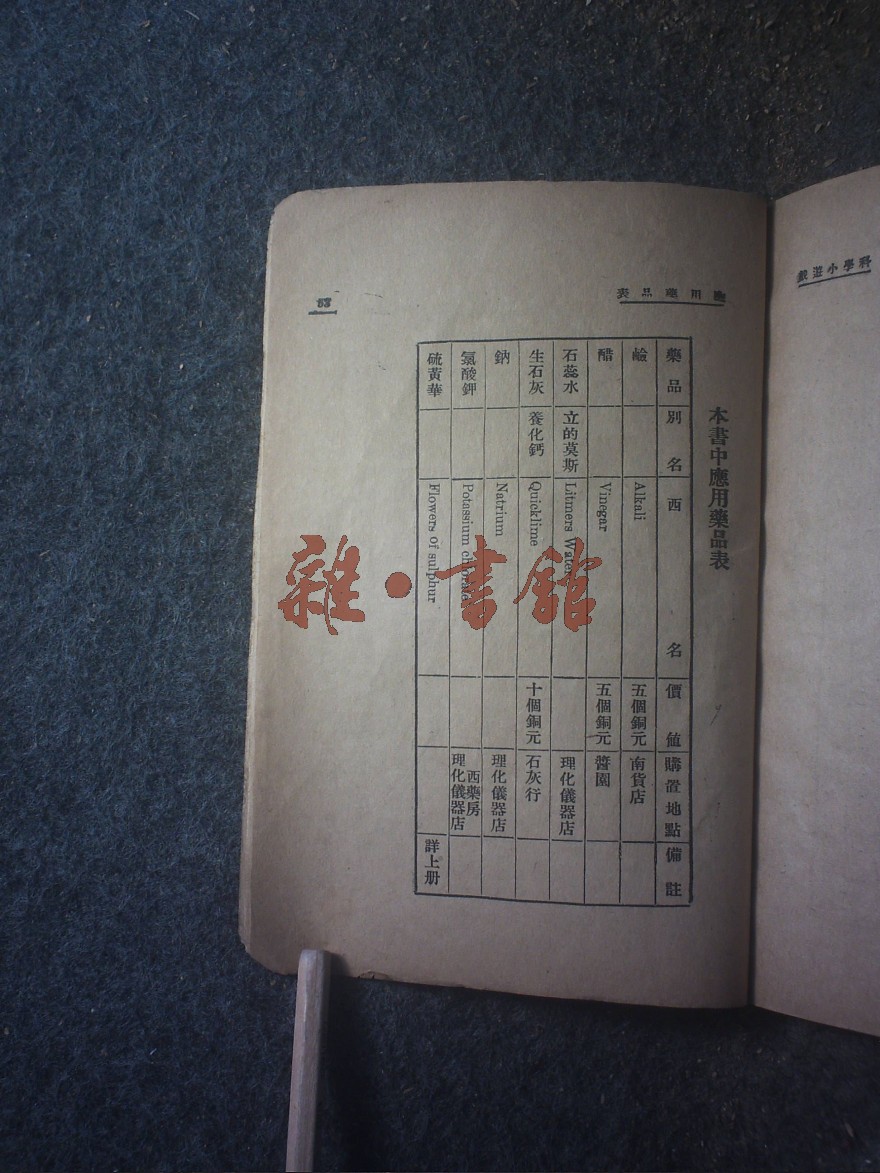 科學小遊戲
應用藥品表
83
本書中應用藥品表
藥品 別名 西名 價值 購置地點 備註
鹼 Alkali 五個銅元 南貨店
醋 Vinegar 五個銅元 醬園
石蕊水 立的莫斯 Litmers Water 理化儀器店
生石灰 養化鈣 Quicklime 十個銅元 石灰行
鈉 Natrium 理化儀器店
氯酸鉀 Potassium chlorate 西藥房 理化儀器店
硫黃華 Flowers of sulphur 詳上册
雜·書館